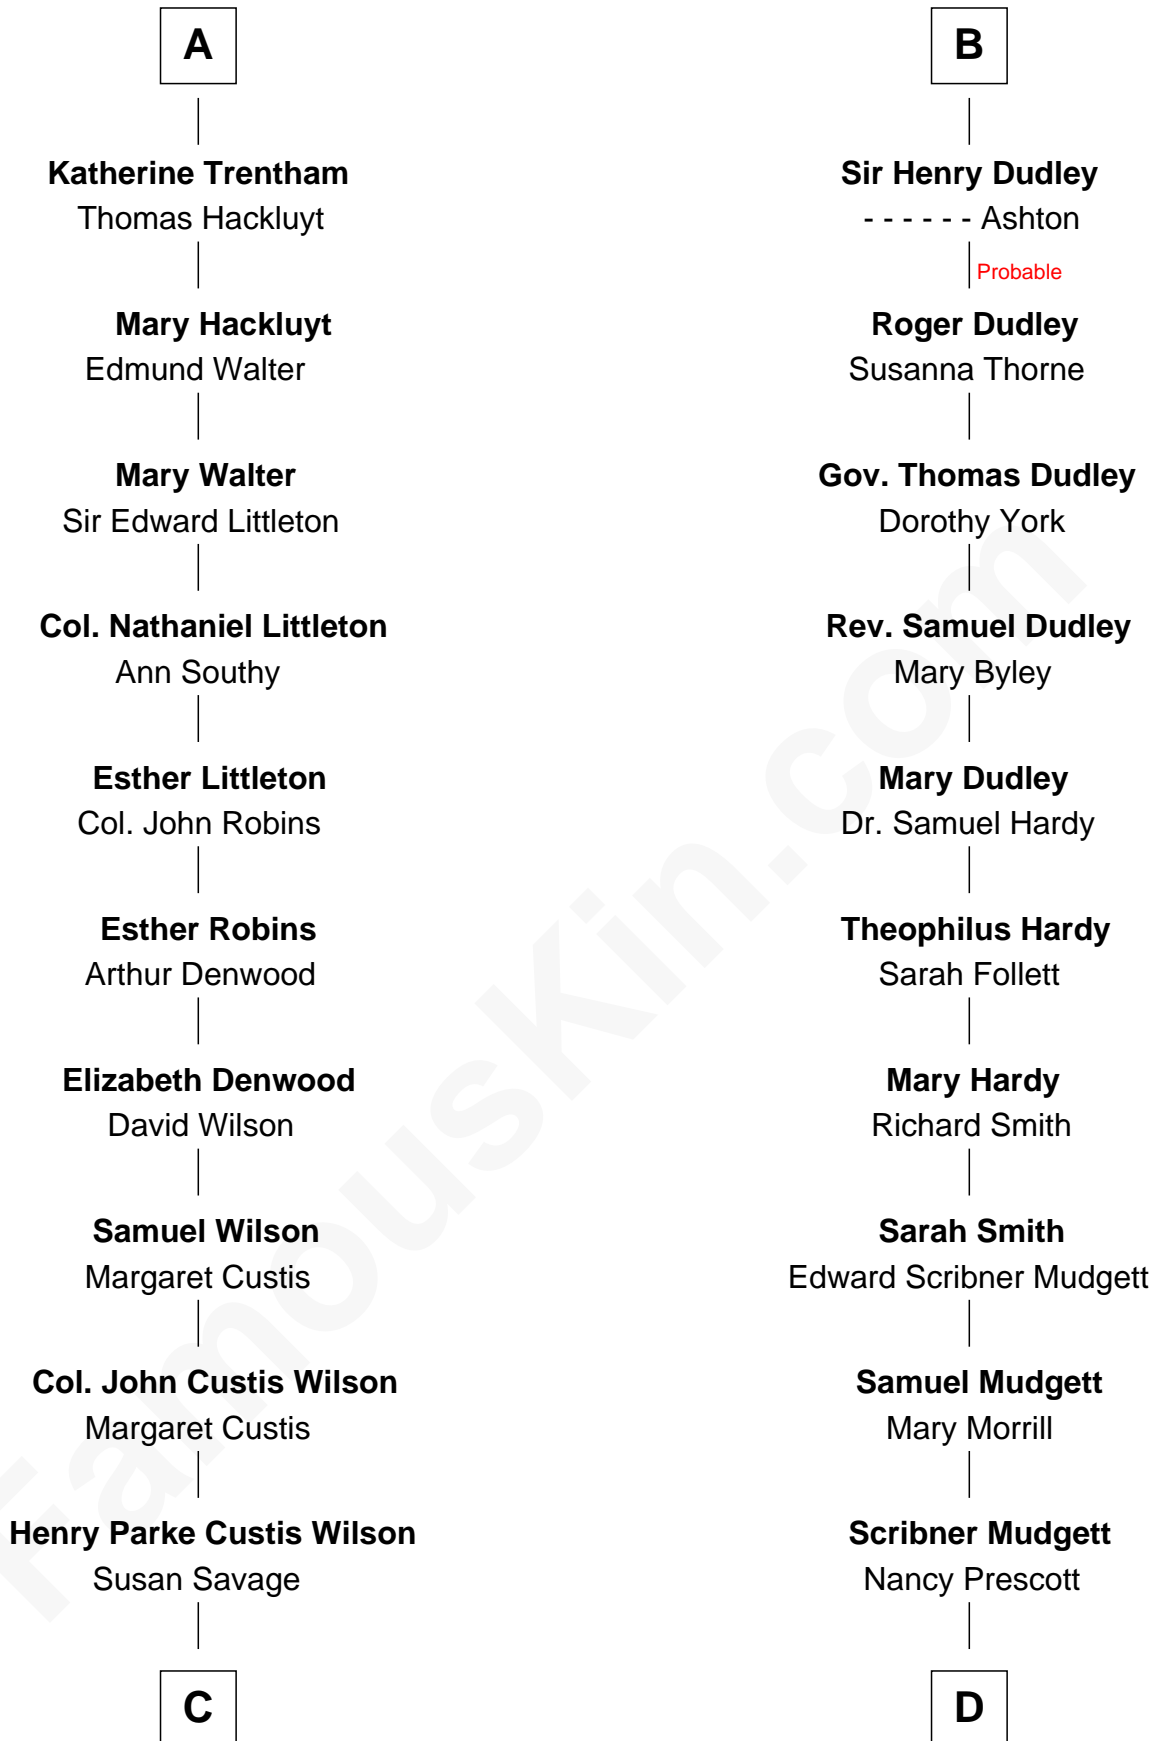 A
Katherine Trentham
Thomas Hackluyt
Mary Hackluyt
Edmund Walter
Mary Walter
Sir Edward Littleton
Col. Nathaniel Littleton
Ann Southy
Esther Littleton
Col. John Robins
Esther Robins
Arthur Denwood
Elizabeth Denwood
David Wilson
Samuel Wilson
Margaret Custis
Col. John Custis Wilson
Margaret Custis
Henry Parke Custis Wilson
Susan Savage
C
B
Sir Henry Dudley
- - - - - - Ashton
Probable
Roger Dudley
Susanna Thorne
Gov. Thomas Dudley
Dorothy York
Rev. Samuel Dudley
Mary Byley
Mary Dudley
Dr. Samuel Hardy
Theophilus Hardy
Sarah Follett
Mary Hardy
Richard Smith
Sarah Smith
Edward Scribner Mudgett
Samuel Mudgett
Mary Morrill
Scribner Mudgett
Nancy Prescott
D
FamousKin.com